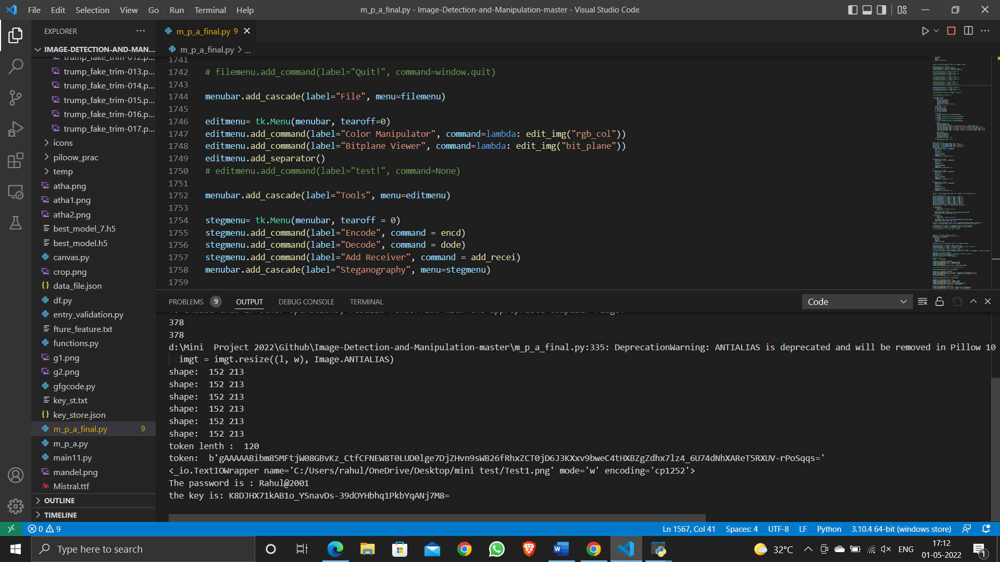 File Edit Selection View Go Run Terminal Help
m_p_a_final.py - Image-Detection-and-Manipulation-master - Visual Studio Code
EXPLORER
IMAGE-DETECTION-AND-MAN...
trump_fake_trim-012.p...
trump_fake_trim-013.p...
trump_fake_trim-014.p...
trump_fake_trim-015.p...
trump_fake_trim-016.p...
trump_fake_trim-017.p...
icons
piloow_prac
temp
atha.png
atha1.png
atha2.png
best_model_7.h5
best_model.h5
canvas.py
crop.png
data_file.json
df.py
entry_validation.py
fture_feature.txt
functions.py
g1.png
g2.png
gfgcode.py
key_st.txt
key_store.json
m_p_a_final.py 9
m_p_a.py
main11.py
mandel.png
Mistral.ttf
OUTLINE
TIMELINE
m_p_a_final.py 9
m_p_a_final.py > ...
1741
1742 # filemenu.add_command(label="Quit!", command=window.quit)
1743
1744 menubar.add_cascade(label="File", menu=filemenu)
1745
1746 editmenu= tk.Menu(menubar, tearoff=0)
1747 editmenu.add_command(label="Color Manipulator", command=lambda: edit_img("rgb_col"))
1748 editmenu.add_command(label="Bitplane Viewer", command=lambda: edit_img("bit_plane"))
1749 editmenu.add_separator()
1750 # editmenu.add_command(label="test!", command=None)
1751
1752 menubar.add_cascade(label="Tools", menu=editmenu)
1753
1754 stegmenu= tk.Menu(menubar, tearoff = 0)
1755 stegmenu.add_command(label="Encode", command = encd)
1756 stegmenu.add_command(label="Decode", command = dode)
1757 stegmenu.add_command(label="Add Receiver", command = add_recei)
1758 menubar.add_cascade(label="Steganography", menu=stegmenu)
1759
PROBLEMS 9 OUTPUT DEBUG CONSOLE TERMINAL
Code
378
378
d:\Mini  Project 2022\Github\Image-Detection-and-Manipulation-master\m_p_a_final.py:335: DeprecationWarning: ANTIALIAS is deprecated and will be removed in Pillow 10
imgt = imgt.resize((l, w), Image.ANTIALIAS)
shape:  152 213
shape:  152 213
shape:  152 213
shape:  152 213
shape:  152 213
shape:  152 213
token lenth :  120
token:  b'gAAAAABibm85MFtjW08GBvKz_CtfCFNEW8T0LUD0lge7DjZHvn9sWB26fRhxZCT0jD6J3KXxv9bweC4tHXBZgZdhx7lz4_6U74dNhXAReT5RXUV-rPoSqqs='
<_io.TextIOWrapper name='C:/Users/rahul/OneDrive/Desktop/mini test/Test1.png' mode='w' encoding='cp1252'>
The password is : Rahul@2001
the key is: K8DJHX71kAB1o_YSnavDs-39dOYHbhq1PkbYqANj7M8=
0 9
Ln 1567, Col 41 Spaces: 4 UTF-8 LF Python 3.10.4 64-bit (windows store)
Type here to search
32°C ENG
17:12
01-05-2022
1